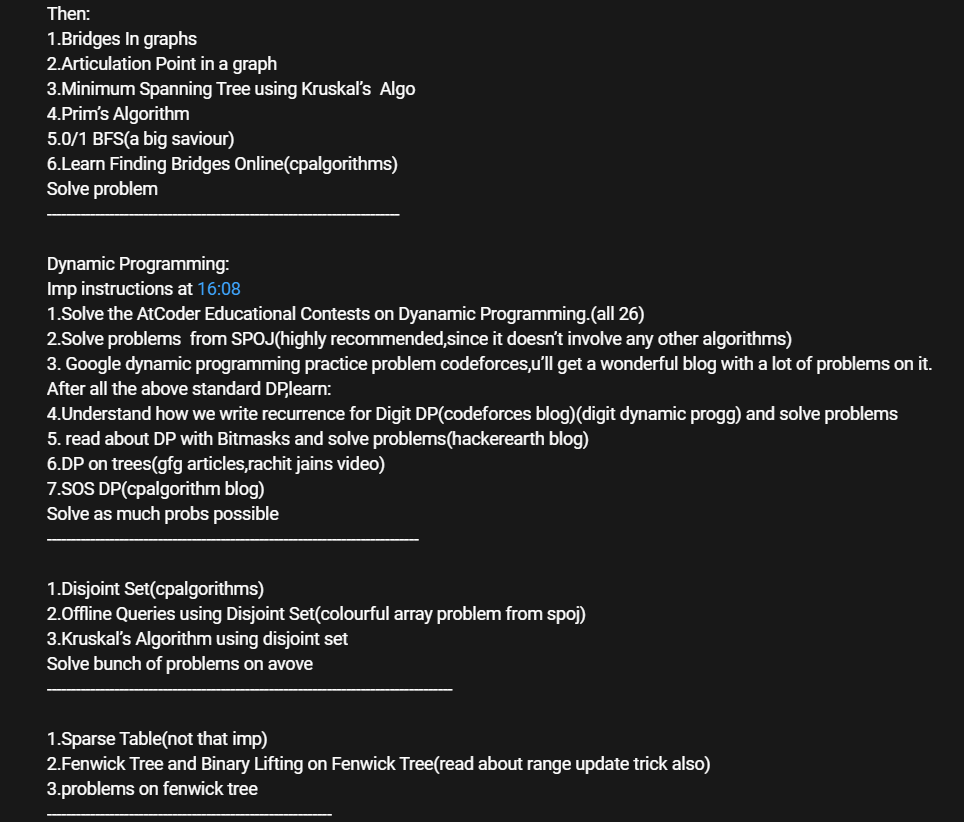 Then:
1.Bridges In graphs
2.Articulation Point in a graph
3.Minimum Spanning Tree using Kruskal’s  Algo
4.Prim’s Algorithm
5.0/1 BFS(a big saviour)
6.Learn Finding Bridges Online(cpalgorithms)
Solve problem
----------------------------------------------------------------------
Dynamic Programming:
Imp instructions at 16:08
1.Solve the AtCoder Educational Contests on Dyanamic Programming.(all 26)
2.Solve problems  from SPOJ(highly recommended,since it doesn’t involve any other algorithms)
3. Google dynamic programming practice problem codeforces,u’ll get a wonderful blog with a lot of problems on it.
After all the above standard DP,learn:
4.Understand how we write recurrence for Digit DP(codeforces blog)(digit dynamic progg) and solve problems
5. read about DP with Bitmasks and solve problems(hackerearth blog)
6.DP on trees(gfg articles,rachit jains video)
7.SOS DP(cpalgorithm blog)
Solve as much probs possible
--------------------------------------------------------------------------
1.Disjoint Set(cpalgorithms)
2.Offline Queries using Disjoint Set(colourful array problem from spoj)
3.Kruskal’s Algorithm using disjoint set
Solve bunch of problems on avove
---------------------------------------------------------------------------------
1.Sparse Table(not that imp)
2.Fenwick Tree and Binary Lifting on Fenwick Tree(read about range update trick also)
3.problems on fenwick tree
---------------------------------------------------------